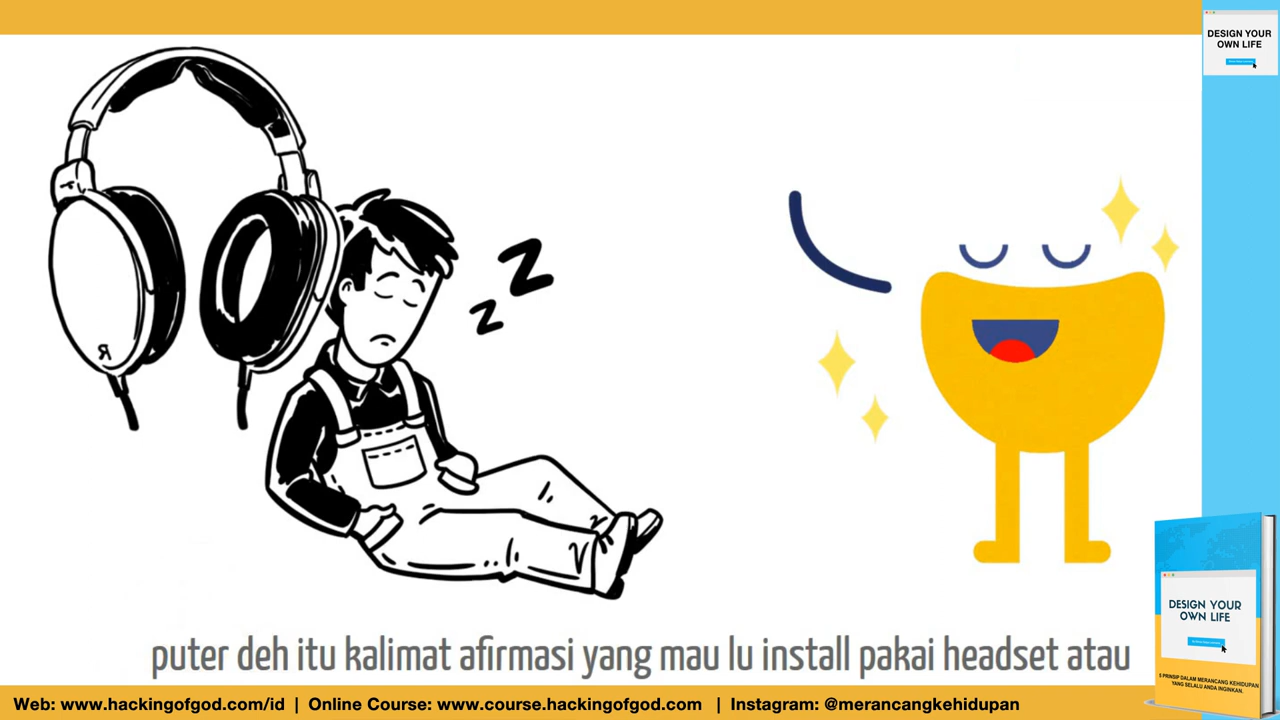 DESIGN YOUR
OWN LIFE
R
Z
Z
puter deh itu kalimat afirmasi yang mau lu install pakai headset atau
DESIGN YOUR
OWN LIFE
5 PRINSIP DALAM MERANCANG KEHIDUPAN
YANG SELALU ANDA INGINKAN.
Web: www.hackingofgod.com/id | Online Course: www.course.hackingofgod.com | Instagram: @merancangkehidupan